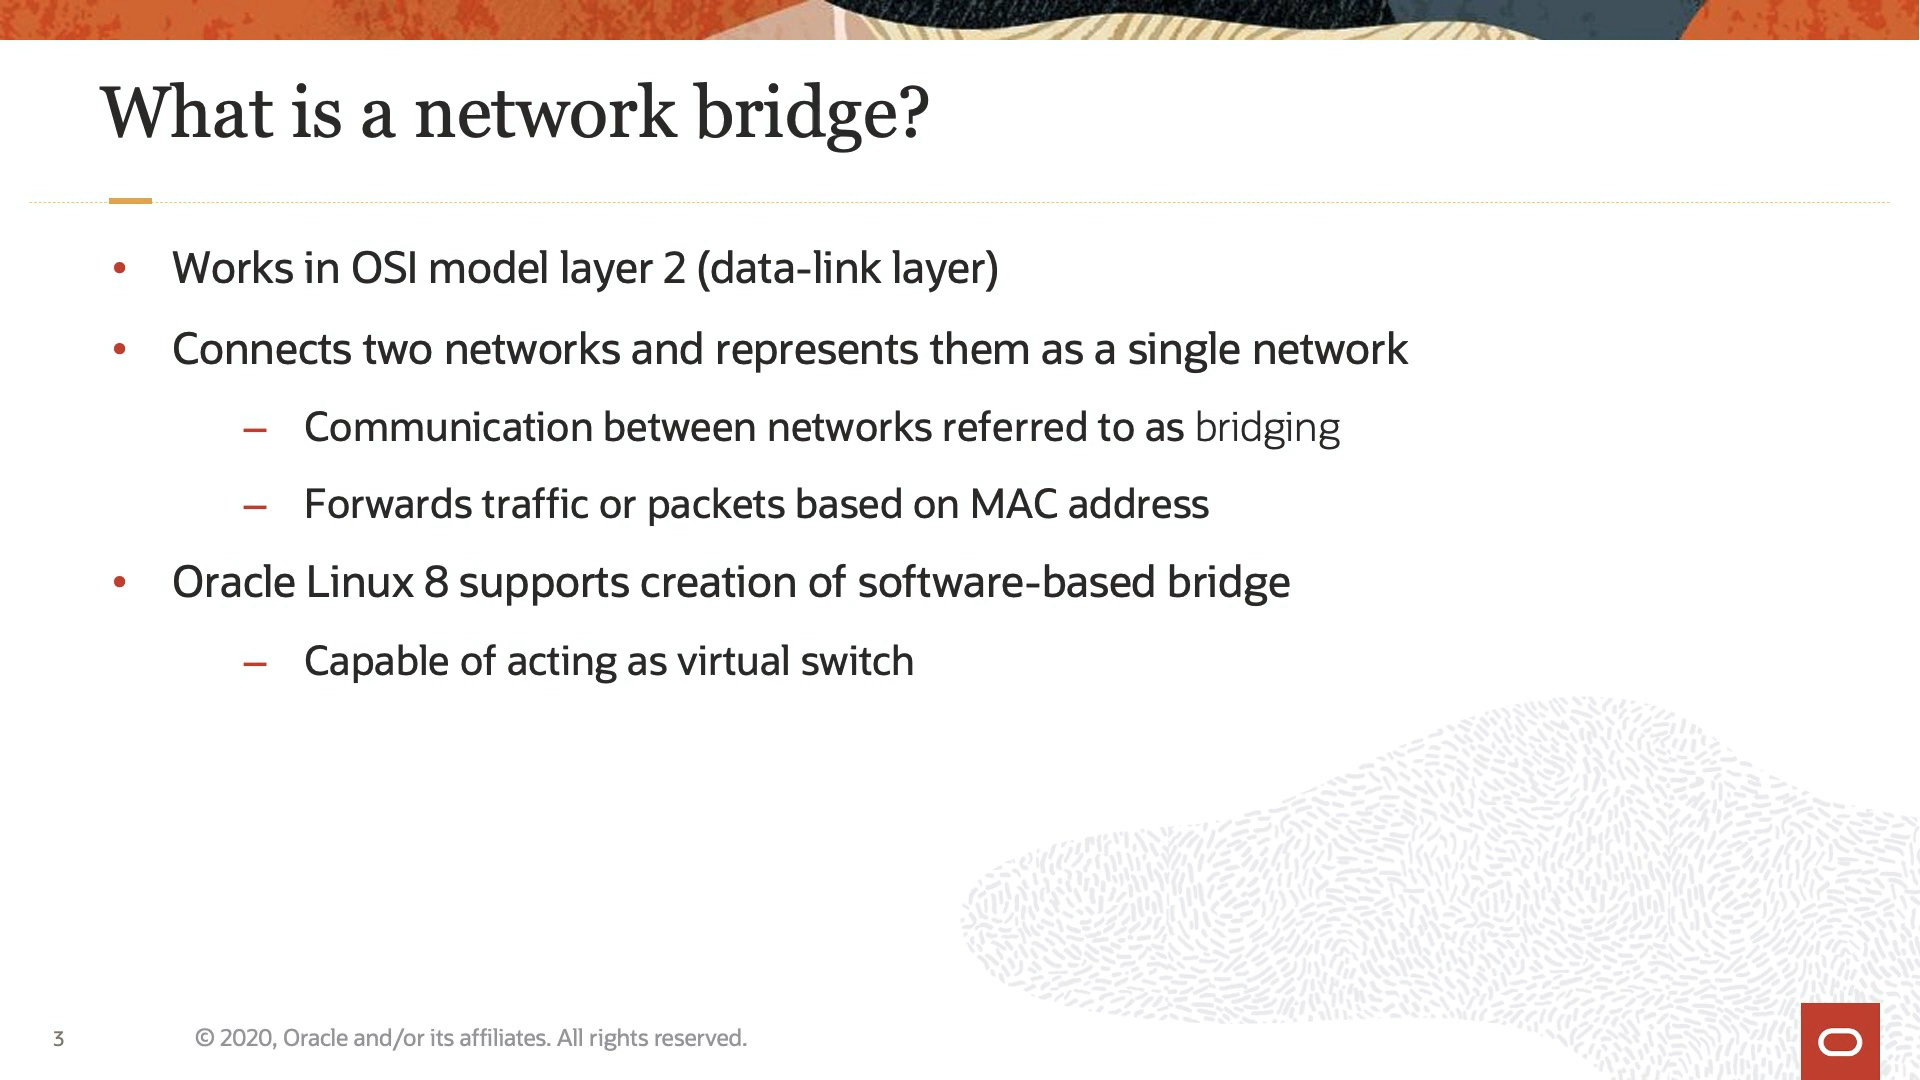 What is a network bridge?
• Works in OSI model layer 2 (data-link layer)
• Connects two networks and represents them as a single network
– Communication between networks referred to as bridging
– Forwards traffic or packets based on MAC address
• Oracle Linux 8 supports creation of software-based bridge
– Capable of acting as virtual switch
3 © 2020, Oracle and/or its affiliates. All rights reserved.